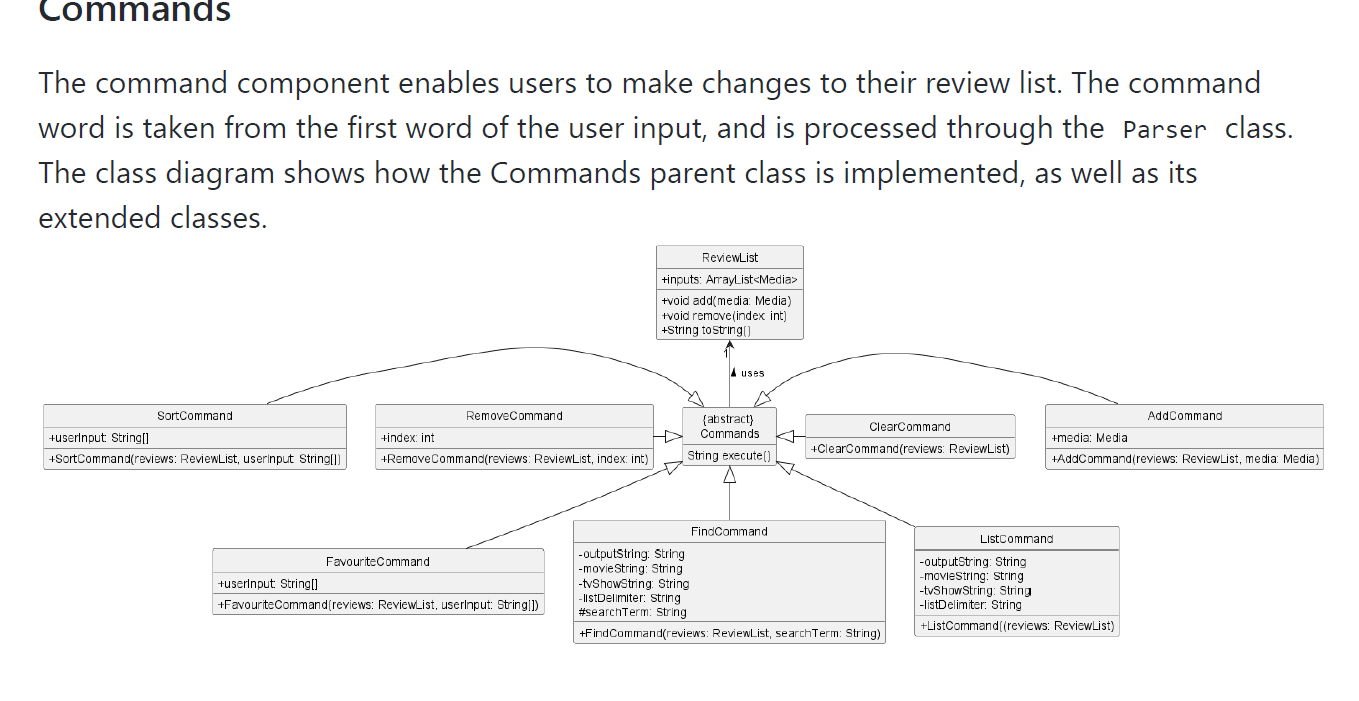 Commands
The command component enables users to make changes to their review list. The command
word is taken from the first word of the user input, and is processed through the Parser class.
The class diagram shows how the Commands parent class is implemented, as well as its
extended classes.
ReviewList
+inputs: ArrayList<Media>
+void add(media: Media)
+void remove(index: int)
+String toString()
1
uses
SortCommand
+userInput: String[]
+SortCommand(reviews: ReviewList, userInput: String[])
RemoveCommand
+index: int
+RemoveCommand(reviews: ReviewList, index: int)
{abstract}
Commands
String execute()
ClearCommand
+ClearCommand(reviews: ReviewList)
AddCommand
+media: Media
+AddCommand(reviews: ReviewList, media: Media)
FavouriteCommand
+userInput: String[]
+FavouriteCommand(reviews: ReviewList, userInput: String[])
FindCommand
-outputString: String
-movieString: String
-tvShowString: String
-listDelimiter: String
#searchTerm: String
+FindCommand(reviews: ReviewList, searchTerm: String)
ListCommand
-outputString: String
-movieString: String
-tvShowString: String
-listDelimiter: String
+ListCommand((reviews: ReviewList)